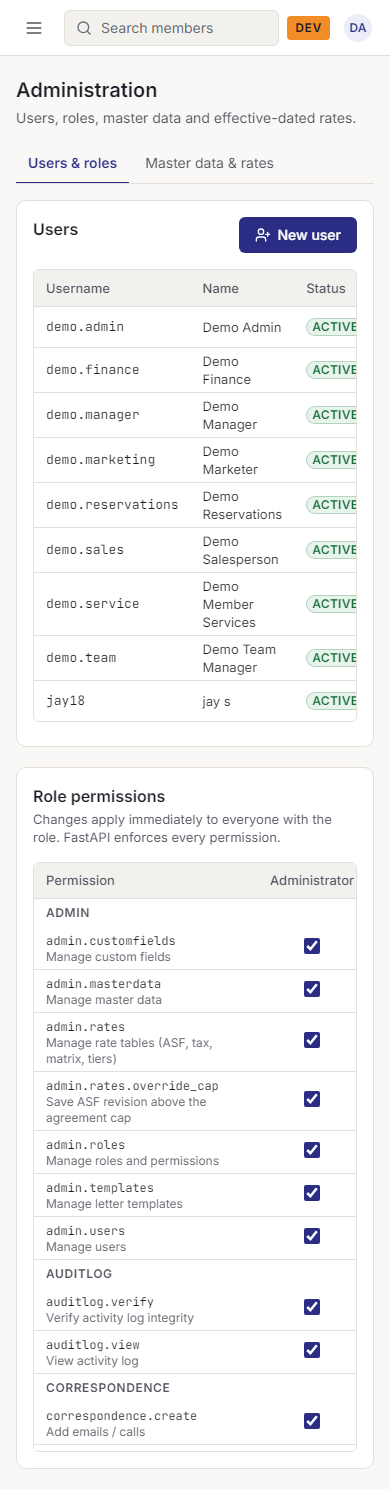 Search members
DEV
DA
Administration
Users, roles, master data and effective-dated rates.
Users & roles
Master data & rates
Users
New user
Username Name Status
demo.admin Demo Admin ACTIVE
demo.finance Demo
Finance ACTIVE
demo.manager Demo
Manager ACTIVE
demo.marketing Demo
Marketer ACTIVE
demo.reservations Demo
Reservations ACTIVE
demo.sales Demo
Salesperson ACTIVE
demo.service Demo
Member
Services ACTIVE
demo.team Demo Team
Manager ACTIVE
jay18 jay s ACTIVE
Role permissions
Changes apply immediately to everyone with the
role. FastAPI enforces every permission.
Permission Administrator
ADMIN
admin.customfields
Manage custom fields
admin.masterdata
Manage master data
admin.rates
Manage rate tables (ASF, tax,
matrix, tiers)
admin.rates.override_cap
Save ASF revision above the
agreement cap
admin.roles
Manage roles and permissions
admin.templates
Manage letter templates
admin.users
Manage users
AUDITLOG
auditlog.verify
Verify activity log integrity
auditlog.view
View activity log
CORRESPONDENCE
correspondence.create
Add emails / calls